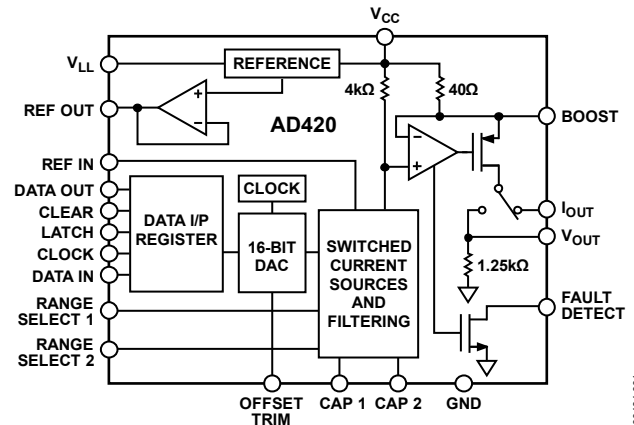 VCC
VLL
REFERENCE
4kΩ
40Ω
REF OUT
+
−
AD420
−
+
BOOST
REF IN
DATA OUT
CLEAR
LATCH
CLOCK
DATA IN
DATA I/P
REGISTER
CLOCK
16-BIT
DAC
SWITCHED
CURRENT
SOURCES
AND
FILTERING
IOUT
VOUT
1.25kΩ
RANGE
SELECT 1
RANGE
SELECT 2
FAULT
DETECT
OFFSET
TRIM
CAP 1
CAP 2
GND